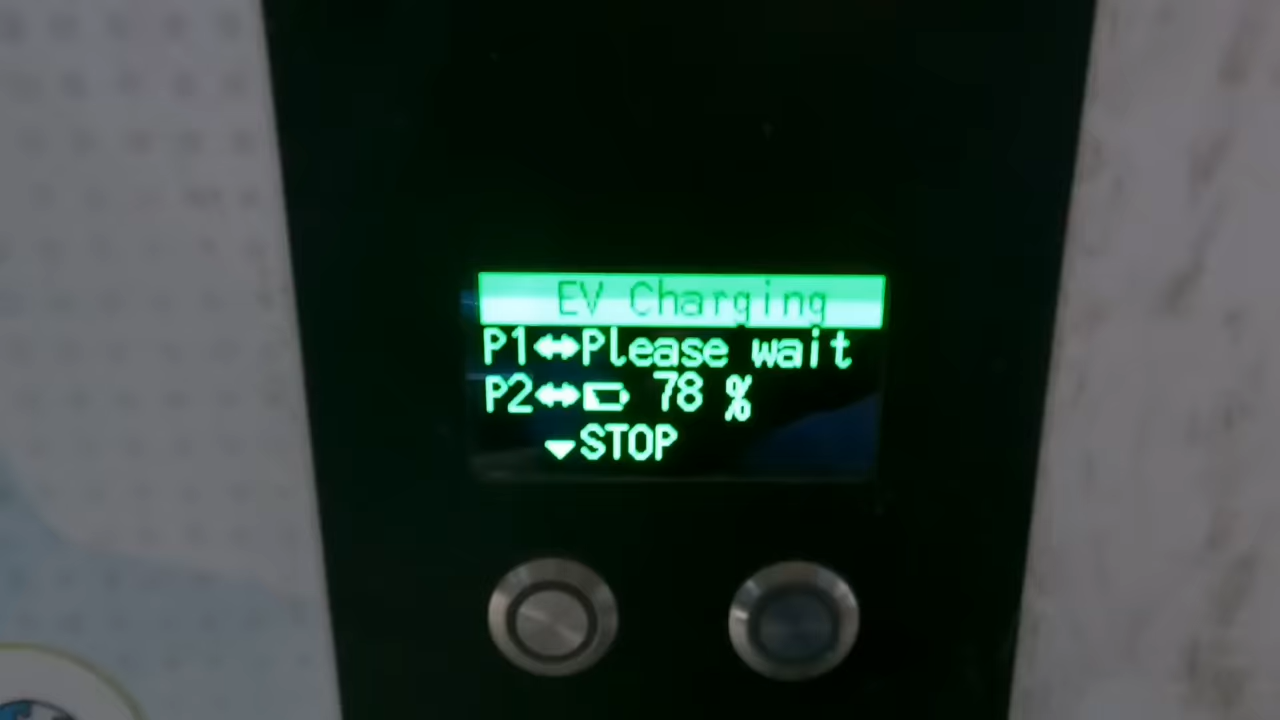 EV Charging
P1⬌Please wait
P2⬌ 78 %
▼STOP